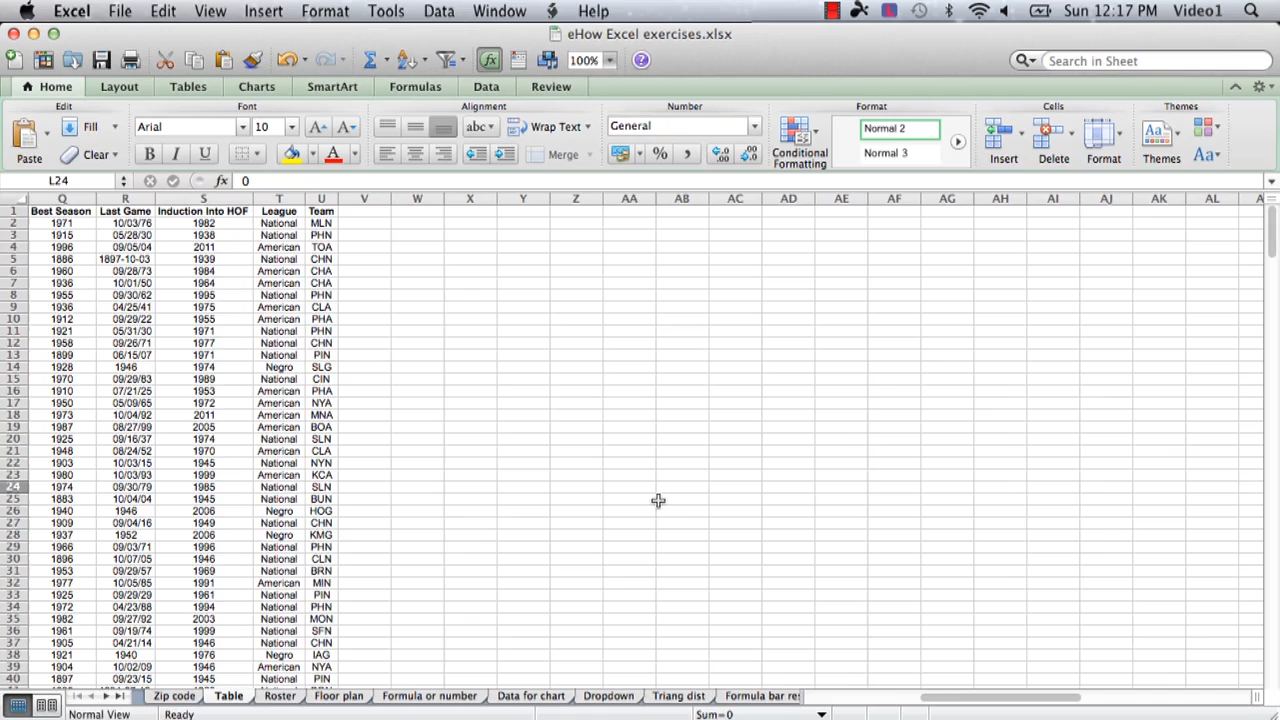 Excel File Edit View Insert Format Tools Data Window Help Sun 12:17 PM Video1
eHow Excel exercises.xlsx
100% Search in Sheet
Home Layout Tables Charts SmartArt Formulas Data Review
Edit Font Alignment Number Format Cells Themes
Fill Arial 10 abc Wrap Text General Normal 2
Paste Clear B I U Merge % , Conditional Formatting Normal 3 Insert Delete Format Themes Aa
L24 fx 0
Q R S T U V W X Y Z AA AB AC AD AE AF AG AH AI AJ AK AL A
1 Best Season Last Game Induction Into HOF League Team
2 1971 10/03/76 1982 National MLN
3 1915 05/28/30 1938 National PHN
4 1996 09/05/04 2011 American TOA
5 1886 1897-10-03 1939 National CHN
6 1960 09/28/73 1984 American CHA
7 1936 10/01/50 1964 American CHA
8 1955 09/30/62 1995 National PHN
9 1936 04/25/41 1975 American CLA
10 1912 09/29/22 1955 American PHA
11 1921 05/31/30 1971 National PHN
12 1958 09/26/71 1977 National CHN
13 1899 06/15/07 1971 National PIN
14 1928 1946 1974 Negro SLG
15 1970 09/29/83 1989 National CIN
16 1910 07/21/25 1953 American PHA
17 1950 05/09/65 1972 American NYA
18 1973 10/04/92 2011 American MNA
19 1987 08/27/99 2005 American BOA
20 1925 09/16/37 1974 National SLN
21 1948 08/24/52 1970 American CLA
22 1903 10/03/15 1945 National NYN
23 1980 10/03/93 1999 American KCA
24 1974 09/30/79 1985 National SLN
25 1883 10/04/04 1945 National BUN
26 1940 1946 2006 Negro HOG
27 1909 09/04/16 1949 National CHN
28 1937 1952 2006 Negro KMG
29 1966 09/03/71 1996 National PHN
30 1896 10/07/05 1946 National CLN
31 1953 09/29/57 1969 National BRN
32 1977 10/05/85 1991 American MIN
33 1925 09/29/29 1961 National PIN
34 1972 04/23/88 1994 National PHN
35 1982 09/27/92 2003 National MON
36 1961 09/19/74 1999 National SFN
37 1905 04/21/14 1946 National CHN
38 1921 1940 1976 Negro IAG
39 1904 10/02/09 1946 American NYA
40 1897 09/23/15 1945 National PIN
Zip code Table Roster Floor plan Formula or number Data for chart Dropdown Triang dist Formula bar res
Normal View Ready Sum=0